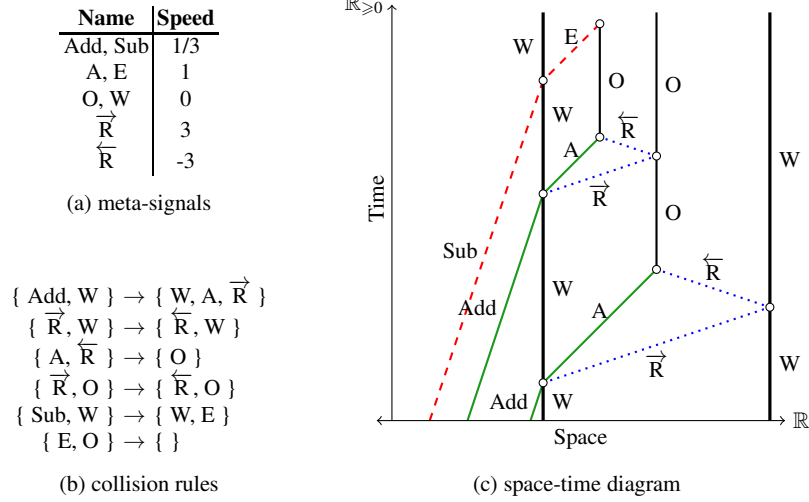 Name Speed
Add, Sub 1/3
A, E 1
O, W 0
R→ 3
R← -3
(a) meta-signals
{ Add, W } → { W, A, R→ }
{ R→, W } → { R←, W }
{ A, R← } → { O }
{ R→, O } → { R←, O }
{ Sub, W } → { W, E }
{ E, O } → { }
(b) collision rules
ℝ⩾0
E
W
O
O
W
R←
A
W
R→
Time
O
Sub
R←
Add
W
A
R→
W
Add
W
ℝ
Space
(c) space-time diagram